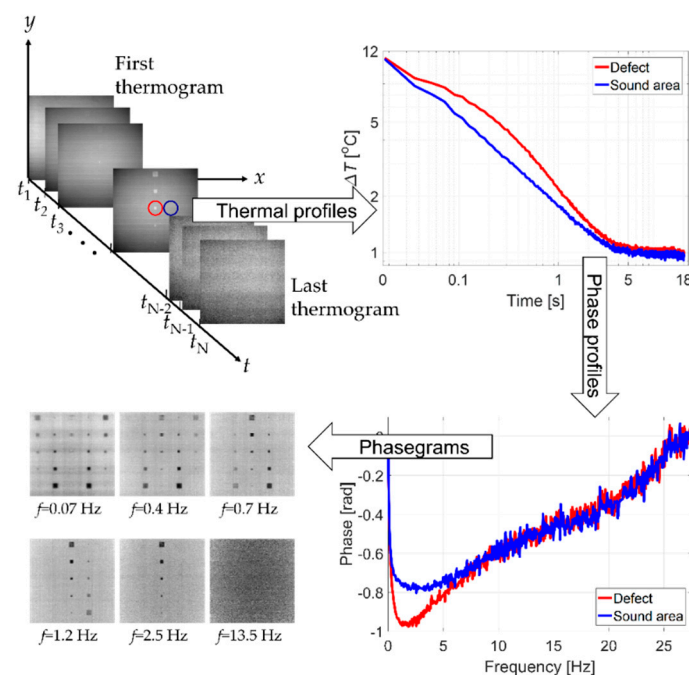 y
First
thermogram
x
t1
t2
t3
Thermal profiles
Last
thermogram
tN-2
tN-1
tN
t
12
5
2
1
ΔT [°C]
Defect
Sound area
0.1
1
5
18
Time [s]
Phase profiles
Phasegrams
f=0.07 Hz
f=0.4 Hz
f=0.7 Hz
f=1.2 Hz
f=2.5 Hz
f=13.5 Hz
-0.2
-0.4
-0.6
-0.8
-1
Phase [rad]
Defect
Sound area
0
5
10
15
20
25
Frequency [Hz]